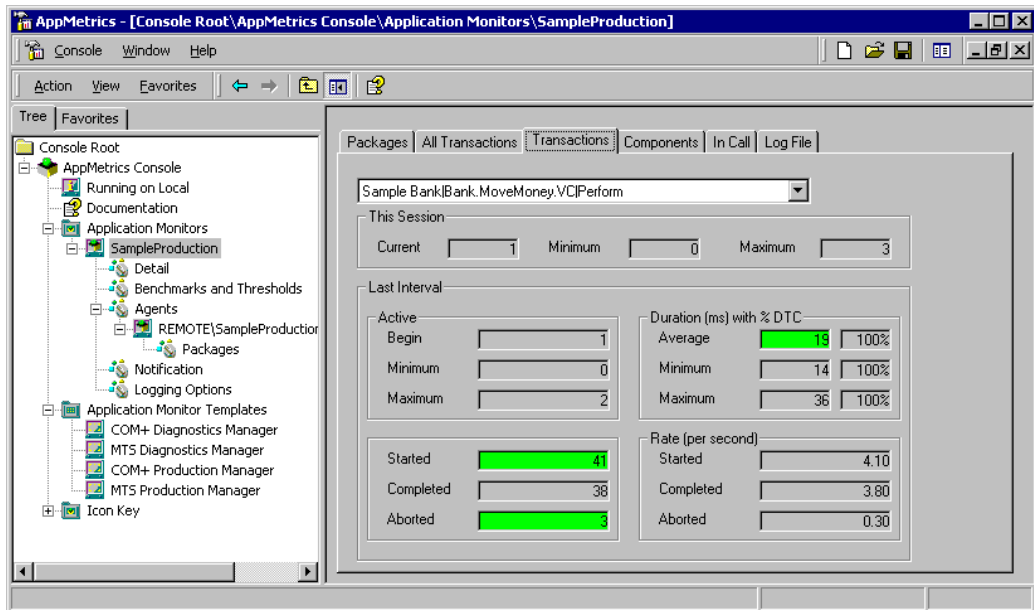 AppMetrics - [Console Root\AppMetrics Console\Application Monitors\SampleProduction]
Console Window Help
Action View Favorites
Tree Favorites
Console Root
AppMetrics Console
Running on Local
Documentation
Application Monitors
SampleProduction
Detail
Benchmarks and Thresholds
Agents
REMOTE\SampleProduction
Packages
Notification
Logging Options
Application Monitor Templates
COM+ Diagnostics Manager
MTS Diagnostics Manager
COM+ Production Manager
MTS Production Manager
Icon Key
Packages All Transactions Transactions Components In Call Log File
Sample Bank|Bank.MoveMoney.VC|Perform
This Session
Current 1 Minimum 0 Maximum 3
Last Interval
Active
Begin 1
Minimum 0
Maximum 2
Duration (ms) with % DTC
Average 19 100%
Minimum 14 100%
Maximum 36 100%
Started 41
Completed 38
Aborted 3
Rate (per second)
Started 4.10
Completed 3.80
Aborted 0.30